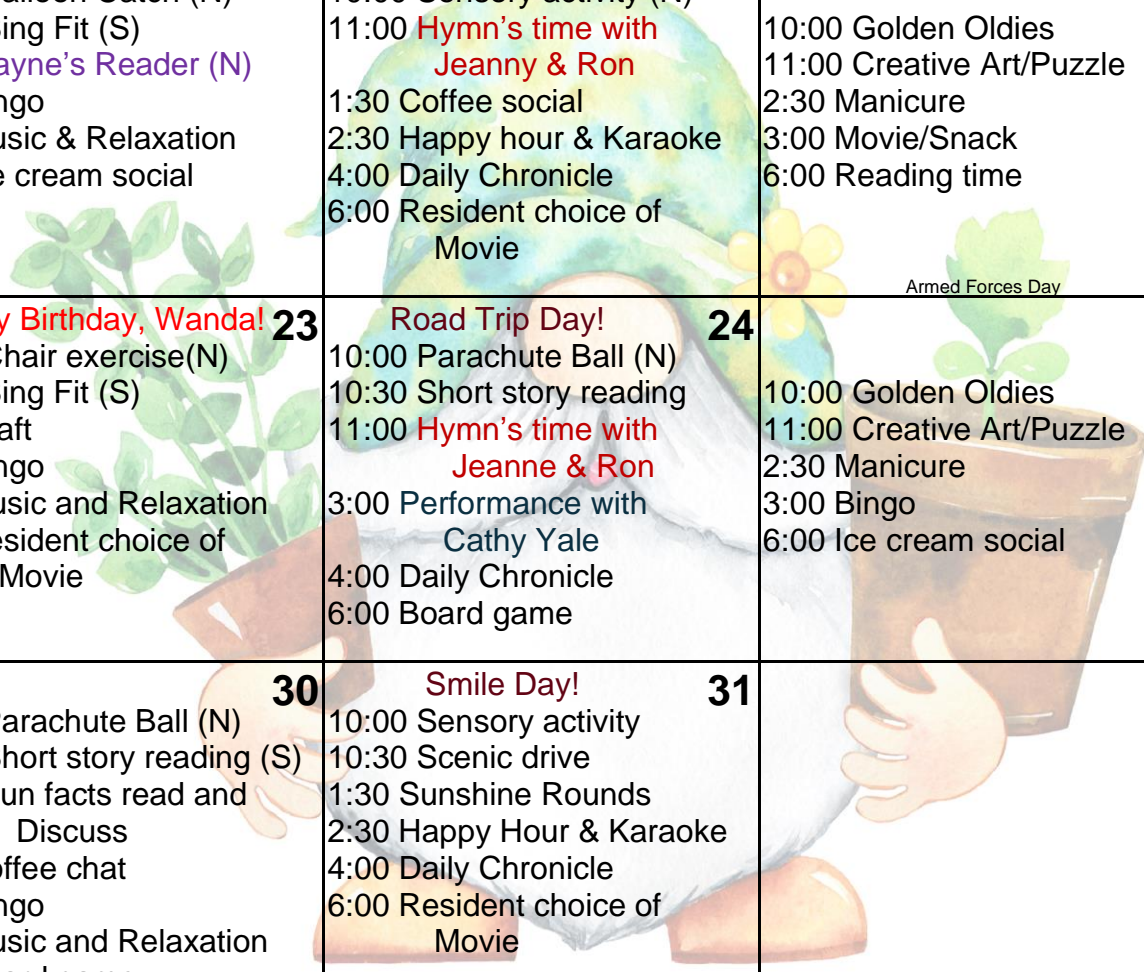 ing Fit (S)
ayne's Reader (N)
ngo
usic & Relaxation
e cream social
10:00 Sensory activity (N)
11:00 Hymn's time with
Jeanny & Ron
1:30 Coffee social
2:30 Happy hour & Karaoke
4:00 Daily Chronicle
6:00 Resident choice of
Movie
10:00 Golden Oldies
11:00 Creative Art/Puzzle
2:30 Manicure
3:00 Movie/Snack
6:00 Reading time
Armed Forces Day
y Birthday, Wanda! 23
Chair exercise(N)
ing Fit (S)
aft
ngo
usic and Relaxation
esident choice of
Movie
Road Trip Day! 24
10:00 Parachute Ball (N)
10:30 Short story reading
11:00 Hymn's time with
Jeanne & Ron
3:00 Performance with
Cathy Yale
4:00 Daily Chronicle
6:00 Board game
10:00 Golden Oldies
11:00 Creative Art/Puzzle
2:30 Manicure
3:00 Bingo
6:00 Ice cream social
30
Parachute Ball (N)
Short story reading (S)
un facts read and
Discuss
offee chat
ngo
usic and Relaxation
Smile Day! 31
10:00 Sensory activity
10:30 Scenic drive
1:30 Sunshine Rounds
2:30 Happy Hour & Karaoke
4:00 Daily Chronicle
6:00 Resident choice of
Movie